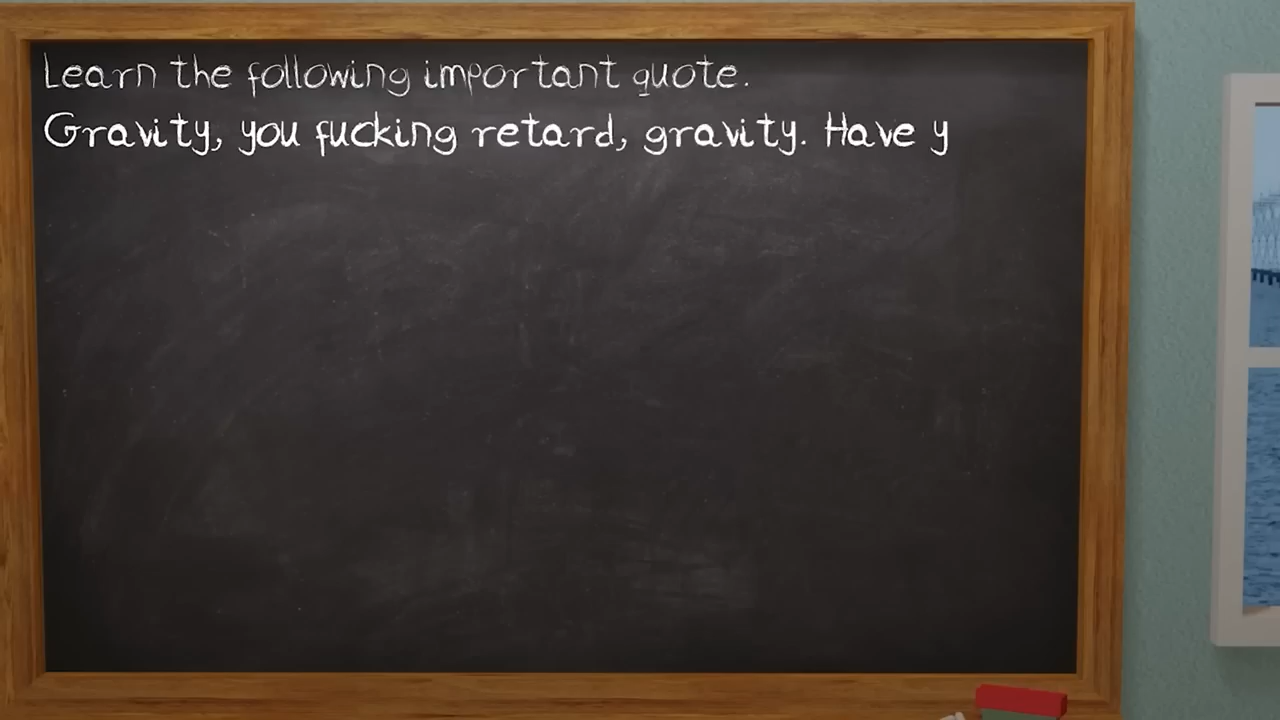 Learn the following important quote.
Gravity, you fucking retard, gravity. Have y